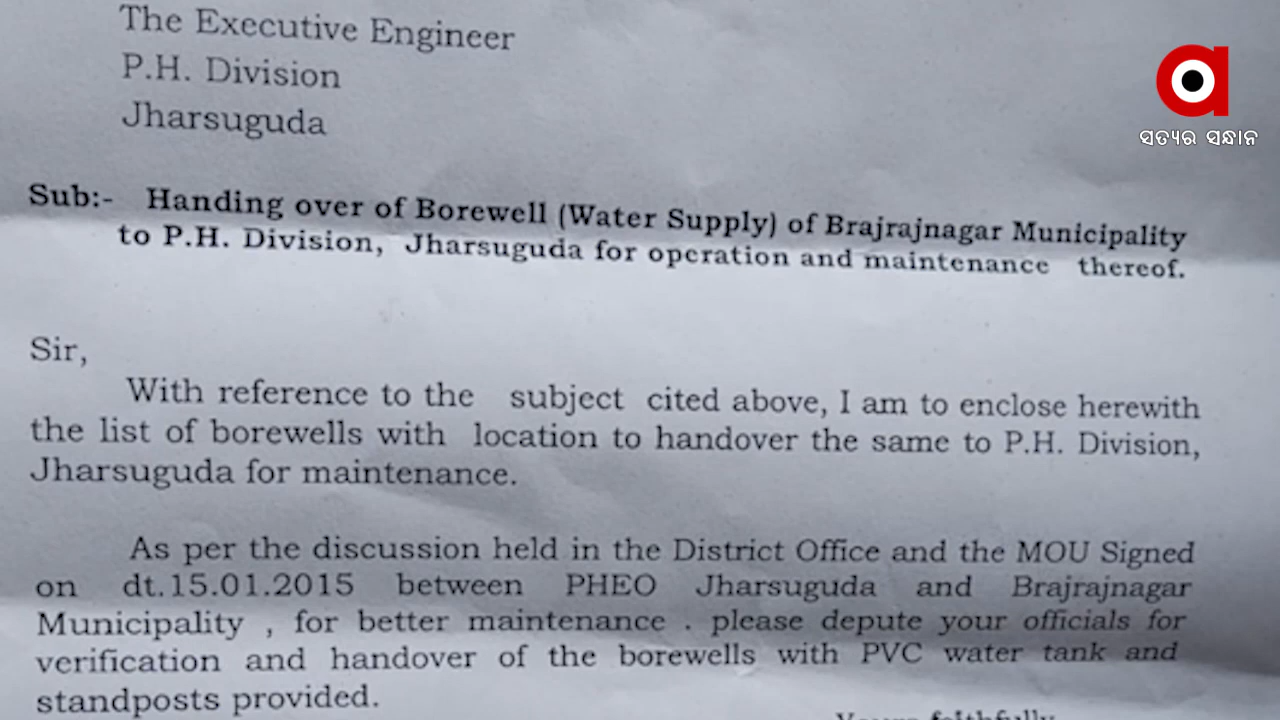 The Executive Engineer
P.H. Division
Jharsuguda
ସତ୍ୟର ସନ୍ଧାନ
Sub:- Handing over of Borewell (Water Supply) of Brajrajnagar Municipality
to P.H. Division, Jharsuguda for operation and maintenance thereof.
Sir,
With reference to the subject cited above, I am to enclose herewith
the list of borewells with location to handover the same to P.H. Division,
Jharsuguda for maintenance.
As per the discussion held in the District Office and the MOU Signed
on dt.15.01.2015 between PHEO Jharsuguda and Brajrajnagar
Municipality , for better maintenance . please depute your officials for
verification and handover of the borewells with PVC water tank and
standposts provided.
Yours faithfully